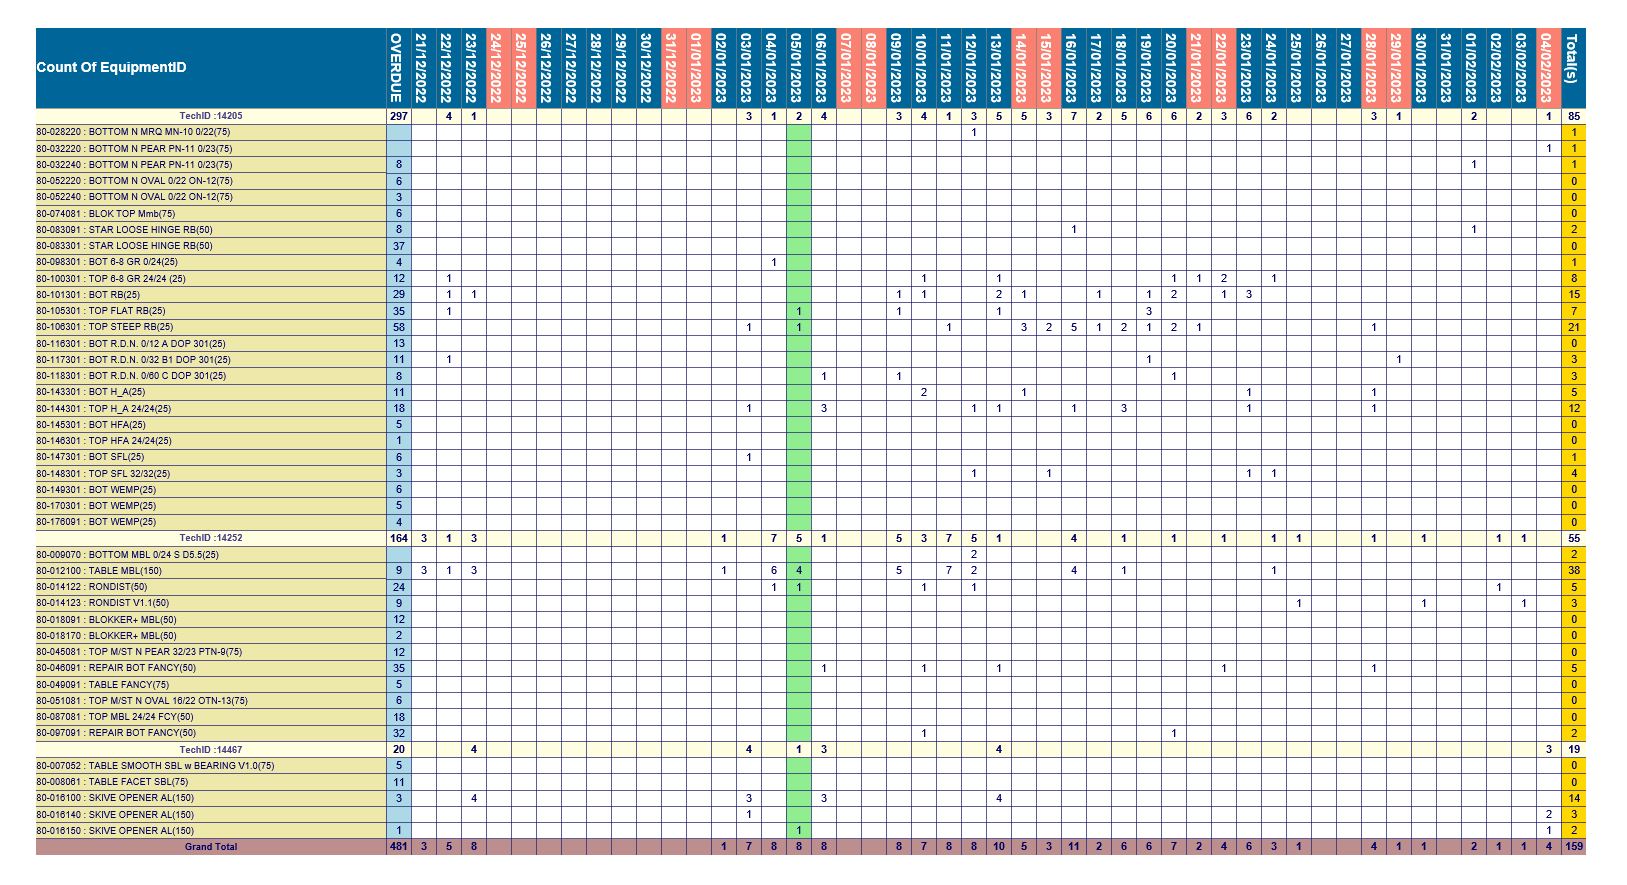 Count Of EquipmentID OVERDUE 21/12/2022 22/12/2022 23/12/2022 24/12/2022 25/12/2022 26/12/2022 27/12/2022 28/12/2022 29/12/2022 30/12/2022 31/12/2022 01/01/2023 02/01/2023 03/01/2023 04/01/2023 05/01/2023 06/01/2023 07/01/2023 08/01/2023 09/01/2023 10/01/2023 11/01/2023 12/01/2023 13/01/2023 14/01/2023 15/01/2023 16/01/2023 17/01/2023 18/01/2023 19/01/2023 20/01/2023 21/01/2023 22/01/2023 23/01/2023 24/01/2023 25/01/2023 26/01/2023 27/01/2023 28/01/2023 29/01/2023 30/01/2023 31/01/2023 01/02/2023 02/02/2023 03/02/2023 04/02/2023 Total(s)
TechID :14205 297 4 1 3 1 2 4 3 4 1 3 5 5 3 7 2 5 6 6 2 3 6 2 3 1 2 1 85
80-028220 : BOTTOM N MRQ MN-10 0/22(75) 1 1
80-032220 : BOTTOM N PEAR PN-11 0/23(75) 1 1
80-032240 : BOTTOM N PEAR PN-11 0/23(75) 8 1 1
80-052220 : BOTTOM N OVAL 0/22 ON-12(75) 6 0
80-052240 : BOTTOM N OVAL 0/22 ON-12(75) 3 0
80-074081 : BLOK TOP Mmb(75) 6 0
80-083091 : STAR LOOSE HINGE RB(50) 8 1 1 2
80-083301 : STAR LOOSE HINGE RB(50) 37 0
80-098301 : BOT 6-8 GR 0/24(25) 4 1 1
80-100301 : TOP 6-8 GR 24/24 (25) 12 1 1 1 1 1 2 1 8
80-101301 : BOT RB(25) 29 1 1 1 1 2 1 1 1 2 1 3 15
80-105301 : TOP FLAT RB(25) 35 1 1 1 1 3 7
80-106301 : TOP STEEP RB(25) 58 1 1 1 3 2 5 1 2 1 2 1 1 21
80-116301 : BOT R.D.N. 0/12 A DOP 301(25) 13 0
80-117301 : BOT R.D.N. 0/32 B1 DOP 301(25) 11 1 1 1 3
80-118301 : BOT R.D.N. 0/60 C DOP 301(25) 8 1 1 1 3
80-143301 : BOT H_A(25) 11 2 1 1 1 5
80-144301 : TOP H_A 24/24(25) 18 1 3 1 1 1 3 1 1 12
80-145301 : BOT HFA(25) 5 0
80-146301 : TOP HFA 24/24(25) 1 0
80-147301 : BOT SFL(25) 6 1 1
80-148301 : TOP SFL 32/32(25) 3 1 1 1 1 4
80-149301 : BOT WEMP(25) 6 0
80-170301 : BOT WEMP(25) 5 0
80-176091 : BOT WEMP(25) 4 0
TechID :14252 164 3 1 3 1 7 5 1 5 3 7 5 1 4 1 1 1 1 1 1 1 1 1 55
80-009070 : BOTTOM MBL 0/24 S D5.5(25) 2 2
80-012100 : TABLE MBL(150) 9 3 1 3 1 6 4 5 7 2 4 1 1 38
80-014122 : RONDIST(50) 24 1 1 1 1 1 5
80-014123 : RONDIST V1.1(50) 9 1 1 1 3
80-018091 : BLOKKER+ MBL(50) 12 0
80-018170 : BLOKKER+ MBL(50) 2 0
80-045081 : TOP M/ST N PEAR 32/23 PTN-9(75) 12 0
80-046091 : REPAIR BOT FANCY(50) 35 1 1 1 1 1 5
80-049091 : TABLE FANCY(75) 5 0
80-051081 : TOP M/ST N OVAL 16/22 OTN-13(75) 6 0
80-087081 : TOP MBL 24/24 FCY(50) 18 0
80-097091 : REPAIR BOT FANCY(50) 32 1 1 2
TechID :14467 20 4 4 1 3 4 3 19
80-007052 : TABLE SMOOTH SBL w BEARING V1.0(75) 5 0
80-008061 : TABLE FACET SBL(75) 11 0
80-016100 : SKIVE OPENER AL(150) 3 4 3 3 4 14
80-016140 : SKIVE OPENER AL(150) 1 2 3
80-016150 : SKIVE OPENER AL(150) 1 1 1 2
Grand Total 481 3 5 8 1 7 8 8 8 8 7 8 8 10 5 3 11 2 6 6 7 2 4 6 3 1 4 1 1 2 1 1 4 159